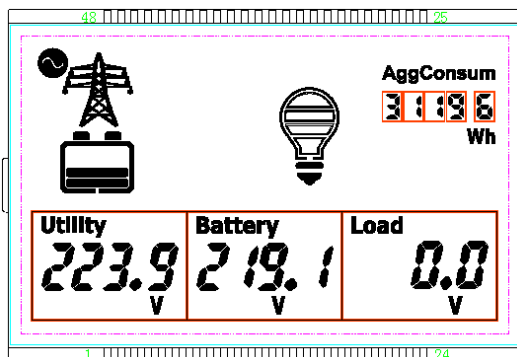 48 25
AggConsum
31196
Wh
Utility Battery Load
223.9 219.1 0.0
V V V
1 24